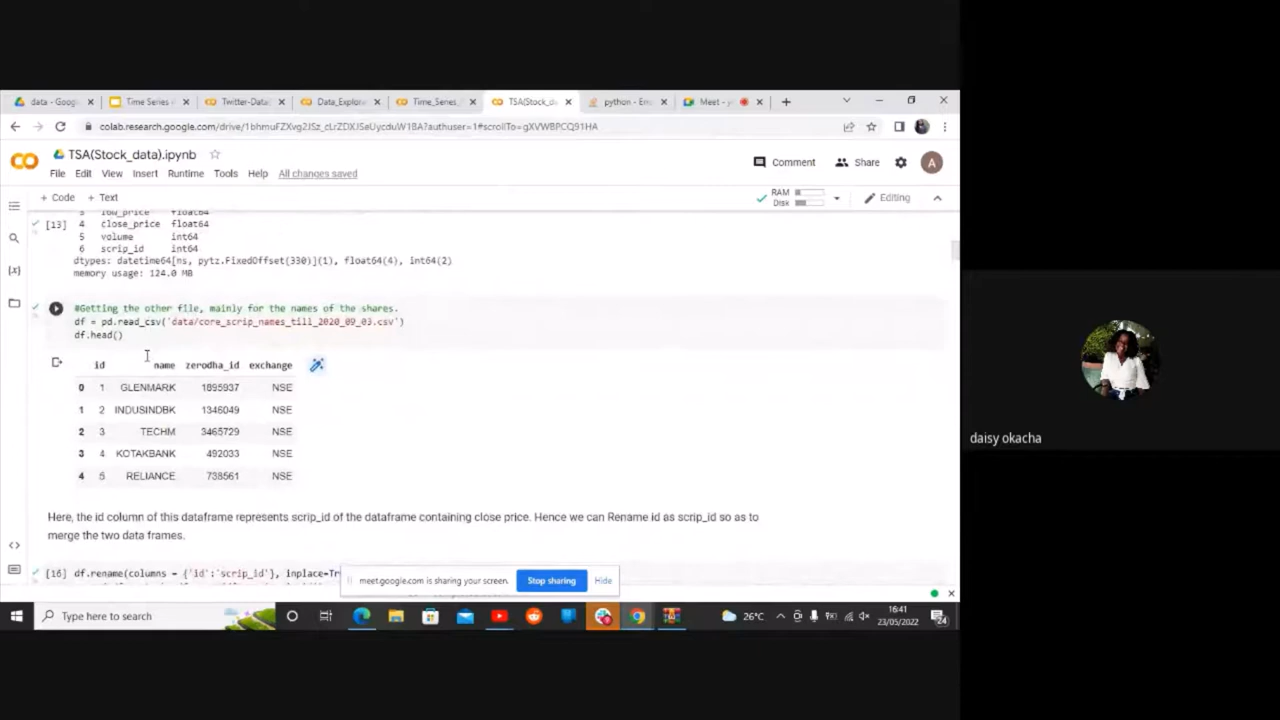 data - Goog
Time Series
Twitter-Data
Data_Explor
Time_Series_
TSA(Stock_da
python - Em
Meet -
colab.research.google.com/drive/
authuser=1#scrollTo=gXVWBPCQ91HA
TSA(Stock_data).ipynb
File Edit View Insert Runtime Tools Help All changes saved
Comment
Share
A
+ Code + Text
RAM
Disk
Editing
3 low_price float64
[13] 4 close_price float64
5 volume int64
6 scrip_id int64
dtypes: datetime64[ns, pytz.FixedOffset(330)](1), float64(4), int64(2)
memory usage: 124.0 MB
#Getting the other file, mainly for the names of the shares.
df = pd.read_csv('data/core_scrip_names_till_2020_09_03.csv')
df.head()
id name zerodha_id exchange
0 1 GLENMARK 1895937 NSE
1 2 INDUSINDBK 1346049 NSE
2 3 TECHM 3465729 NSE
3 4 KOTAKBANK 492033 NSE
4 5 RELIANCE 738561 NSE
Here, the id column of this dataframe represents scrip_id of the dataframe containing close price. Hence we can Rename id as scrip_id so as to
merge the two data frames.
[16] df.rename(columns = {'id':'scrip_id'}, inplace=Tr
meet.google.com is sharing your screen.
Stop sharing
Hide
Type here to search
26°C
16:41
23/05/2022
24
daisy okacha